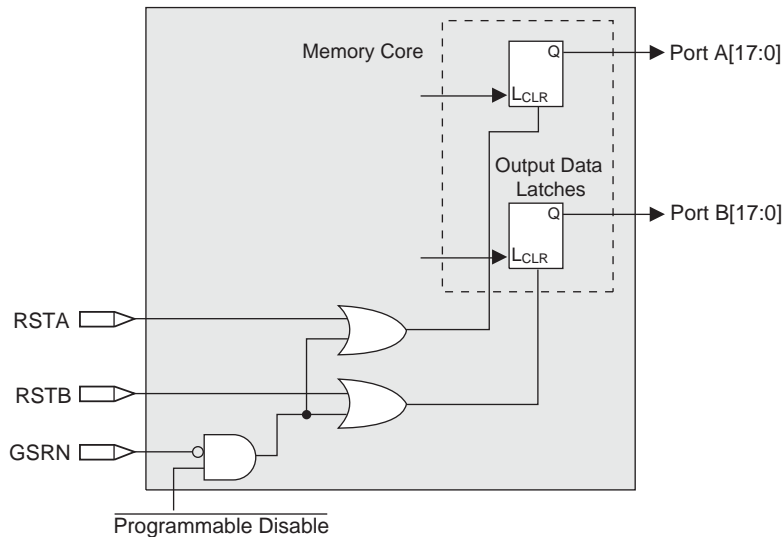 Memory Core
Q
Port A[17:0]
LCLR
Output Data
Latches
Q
Port B[17:0]
LCLR
RSTA
RSTB
GSRN
Programmable Disable